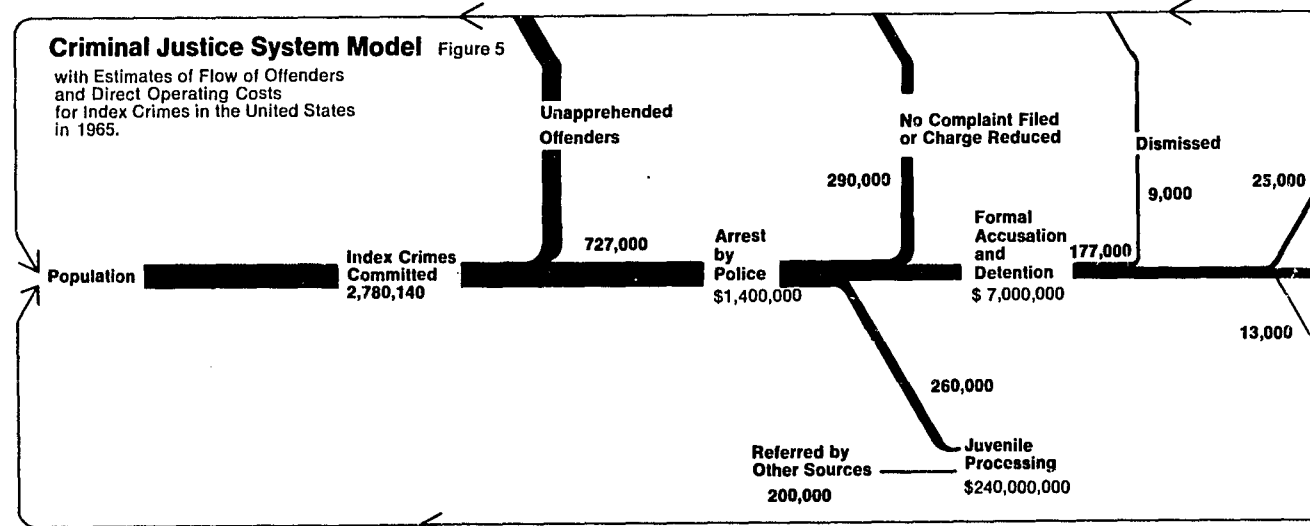 Criminal Justice System Model Figure 5
with Estimates of Flow of Offenders
and Direct Operating Costs
for Index Crimes in the United States
in 1965.
Unapprehended
Offenders
No Complaint Filed
or Charge Reduced
Dismissed
290,000
9,000
25,000
Population
Index Crimes
Committed
2,780,140
727,000
Arrest
by
Police
$1,400,000
Formal
Accusation
and
Detention
$ 7,000,000
177,000
13,000
260,000
Referred by
Other Sources
200,000
Juvenile
Processing
$240,000,000